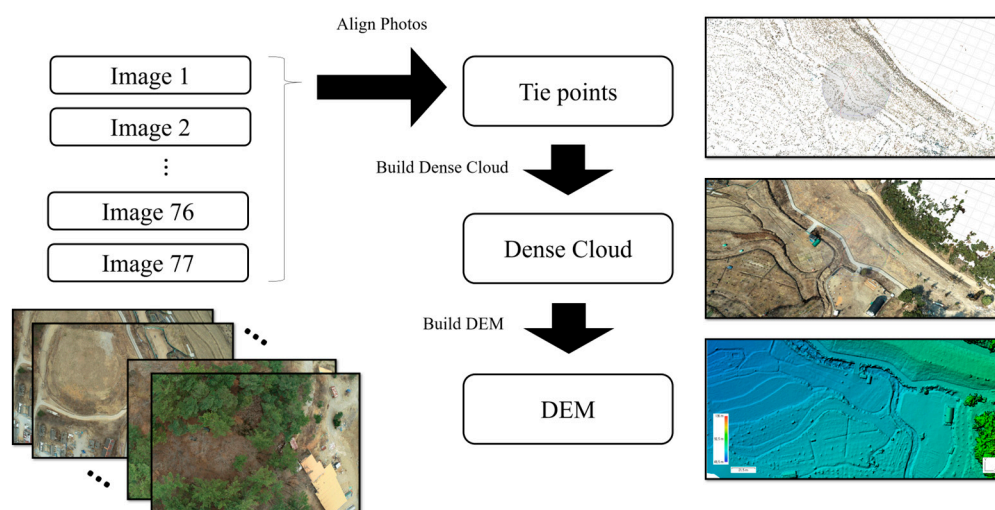 Align Photos
Image 1
Image 2
⋮
Image 76
Image 77
Tie points
Build Dense Cloud
Dense Cloud
Build DEM
DEM